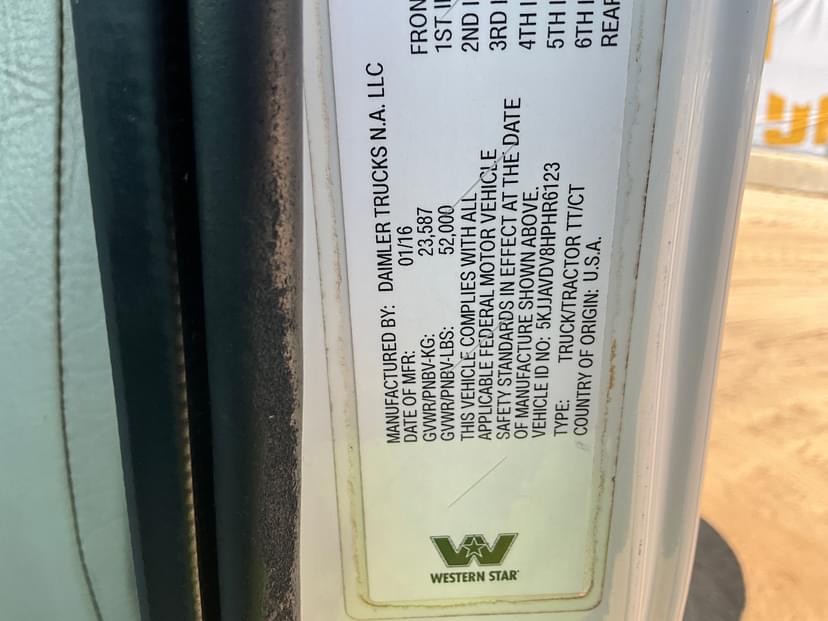 MANUFACTURED BY: DAIMLER TRUCKS N.A. LLC
DATE OF MFR: 01/16
GVWR/PNBV-KG: 23,587
GVWR/PNBV-LBS: 52,000
THIS VEHICLE COMPLIES WITH ALL
APPLICABLE FEDERAL MOTOR VEHICLE
SAFETY STANDARDS IN EFFECT AT THE DATE
OF MANUFACTURE SHOWN ABOVE.
VEHICLE ID NO: 5KJJAVDV8HPHR6123
TYPE: TRUCK/TRACTOR TT/CT
COUNTRY OF ORIGIN: U.S.A.
FRON
1ST I
2ND I
3RD I
4TH I
5TH I
6TH I
REAR
WESTERN STAR